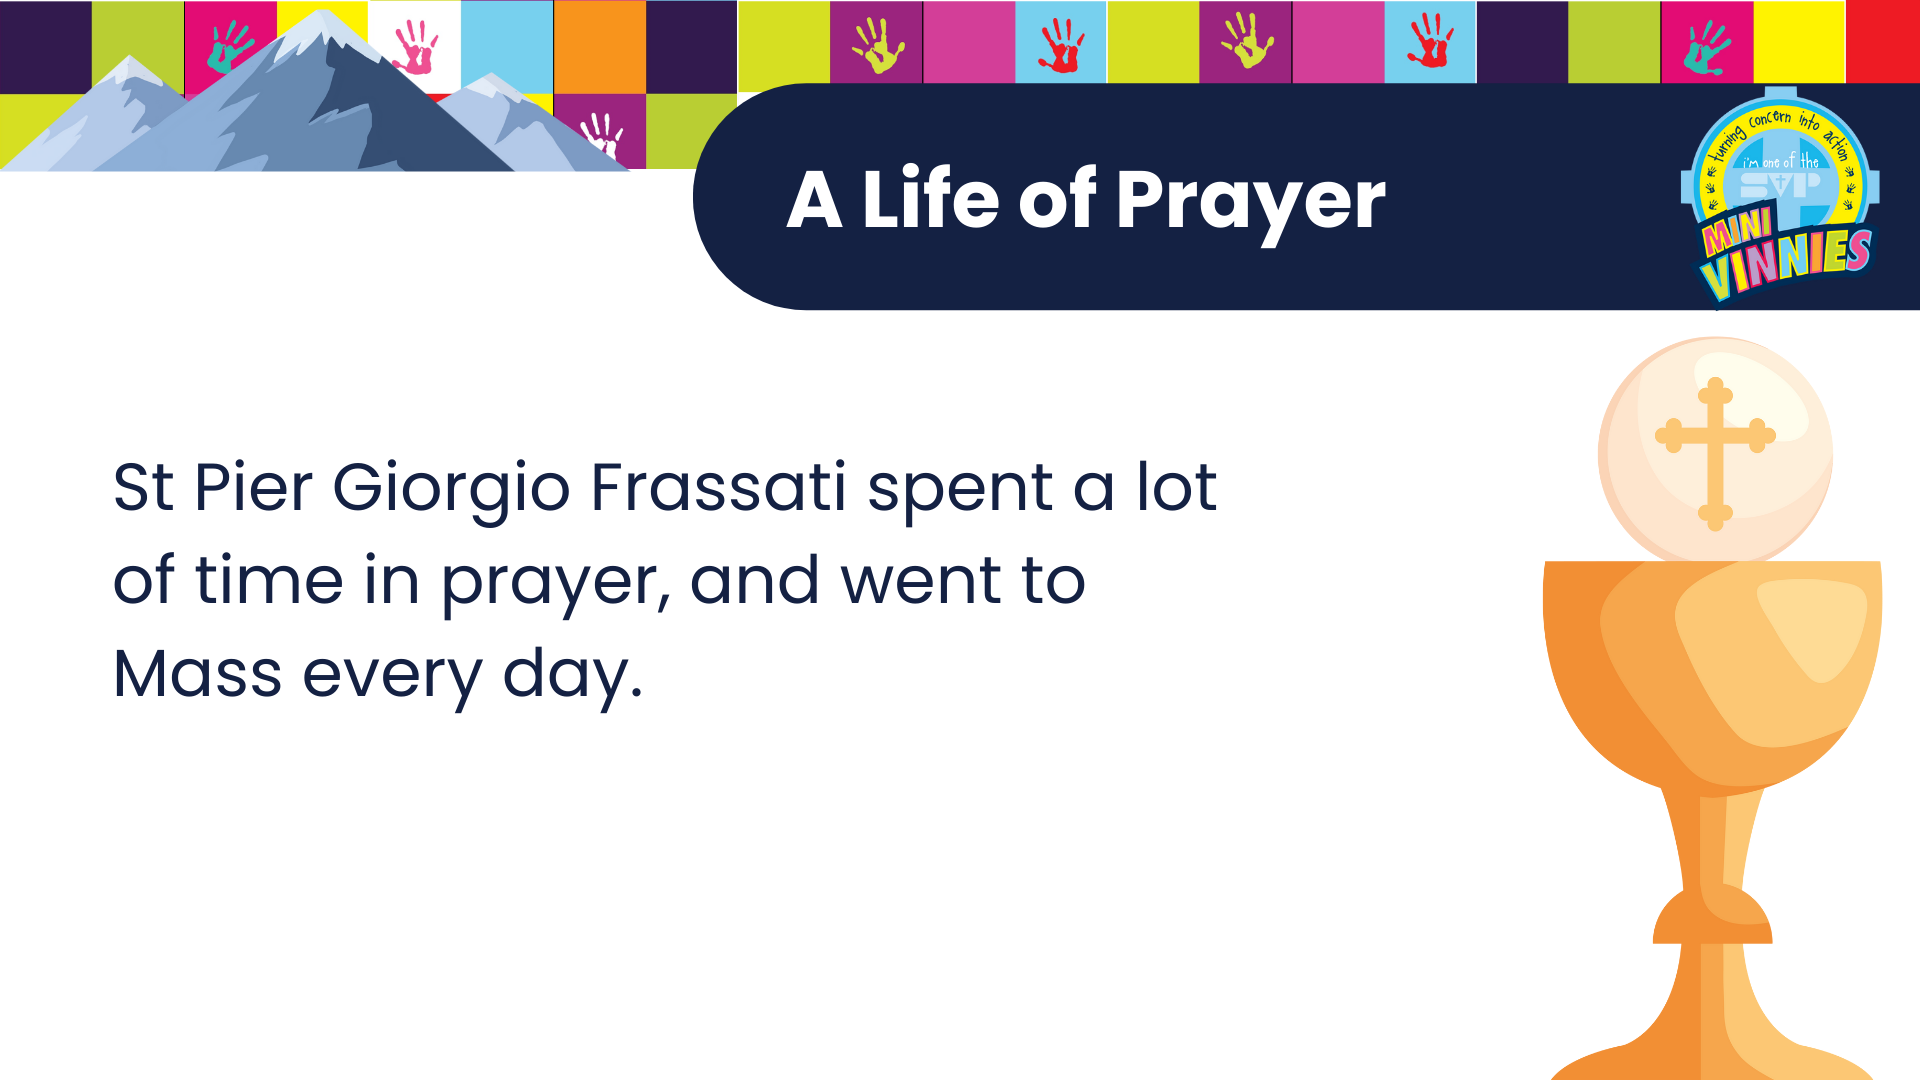 A Life of Prayer
turning concern into action
i'm one of the
SVP
MINI
VINNIES
St Pier Giorgio Frassati spent a lot
of time in prayer, and went to
Mass every day.